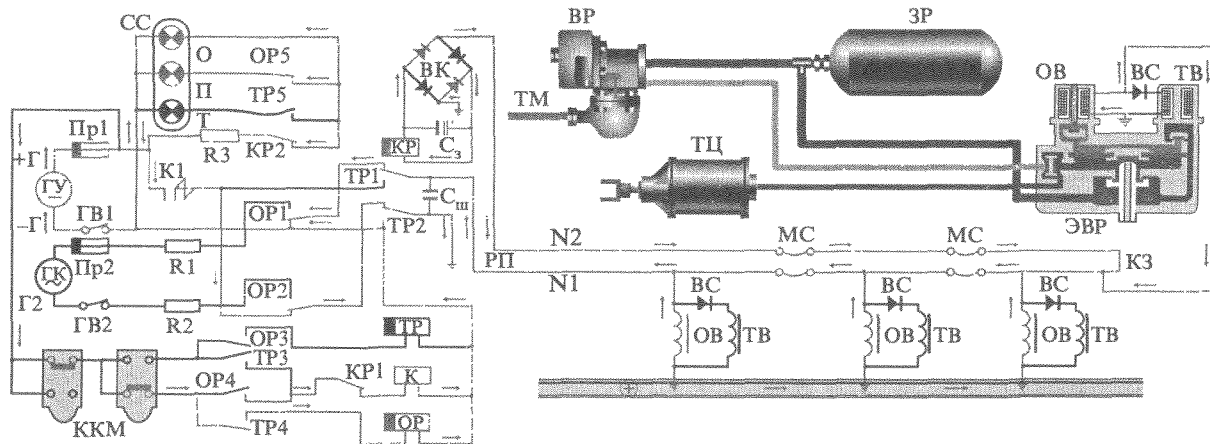 СС
О
П
Т
ОР5
ТР5
Пр1
R3
КР2
+Г
ГУ
К1
–Г
ГВ1
ОР1
Пр2
R1
ГК
Г2
ГВ2
R2
ОР2
ОР3
ТР3
ОР4
ТР4
ККМ
ВК
КР
Сз
ТР1
Сш
ТР2
РП
ТР
КР1
К
ОР
ВР
ЗР
ТМ
ТЦ
ОВ
ВС
ТВ
ЭВР
N2
N1
МС
МС
КЗ
ВС
ОВ
ТВ
ВС
ОВ
ТВ
ВС
ОВ
ТВ
+